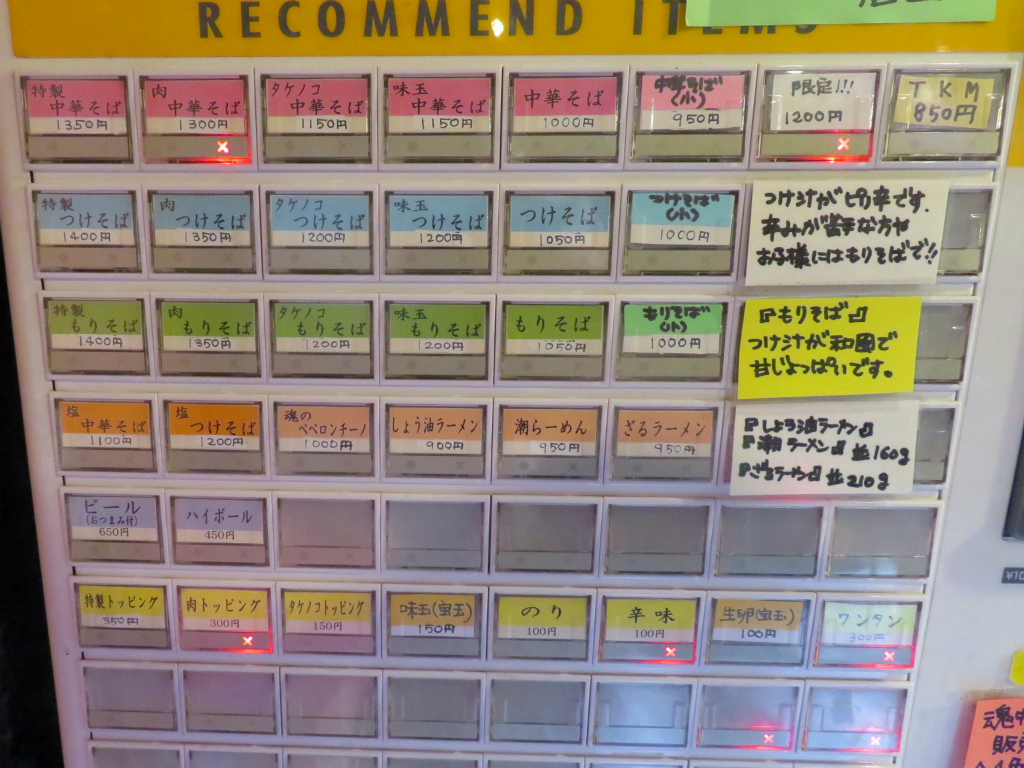 RECOMMEND ITEMS
特製
中華そば
1350円
肉
中華そば
1300円
タケノコ
中華そば
1150円
味玉
中華そば
1150円
中華そば
1000円
中華そば
(小)
950円
限定!!!
1200円
TKM
850円
特製
つけそば
1400円
肉
つけそば
1350円
タケノコ
つけそば
1200円
味玉
つけそば
1200円
つけそば
1050円
つけそば
(小)
1000円
つけ汁がピリ辛です。
辛みが苦手な方や
お子様にはもりそばで!!
特製
もりそば
1400円
肉
もりそば
1350円
タケノコ
もりそば
1200円
味玉
もりそば
1200円
もりそば
1050円
もりそば
(小)
1000円
『もりそば』
つけ汁が和風で
甘じょっぱいです。
塩
中華そば
1100円
塩
つけそば
1200円
魂の
ペペロンチーノ
1000円
しょう油ラーメン
900円
潮らーめん
950円
ざるラーメン
950円
『しょう油ラーメン』
『潮ラーメン』並160g
『ざるラーメン』並210g
ビール
(おつまみ付)
650円
ハイボール
450円
特製トッピング
350円
肉トッピング
300円
タケノコトッピング
150円
味玉(宝玉)
150円
のり
100円
辛味
100円
生卵(宝玉)
100円
ワンタン
300円
¥10
魂中